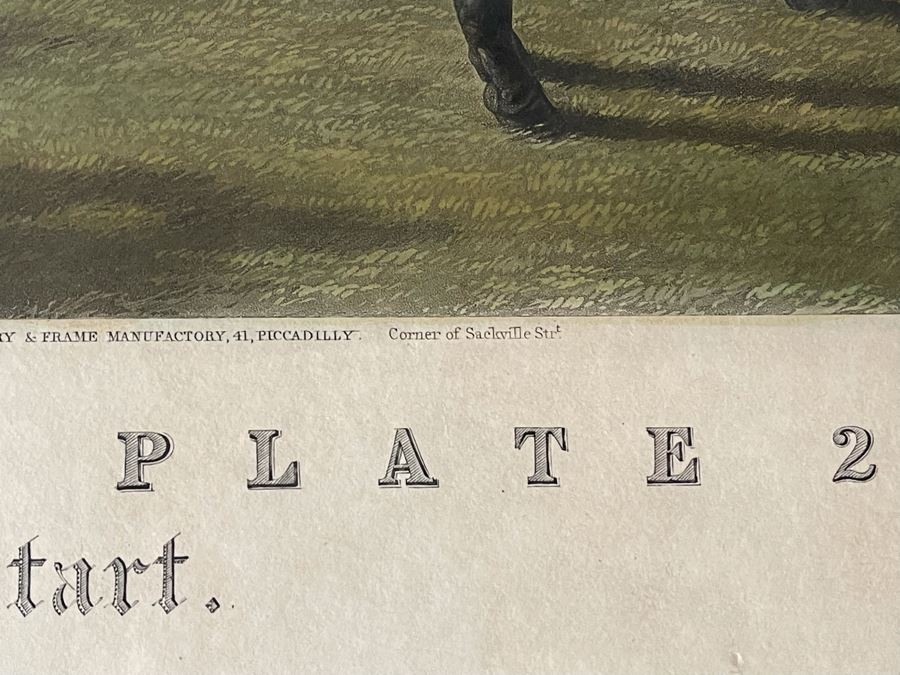 & FRAME MANUFACTORY, 41, PICCADILLY. Corner of Sackville Strt
PLATE 2
tart.